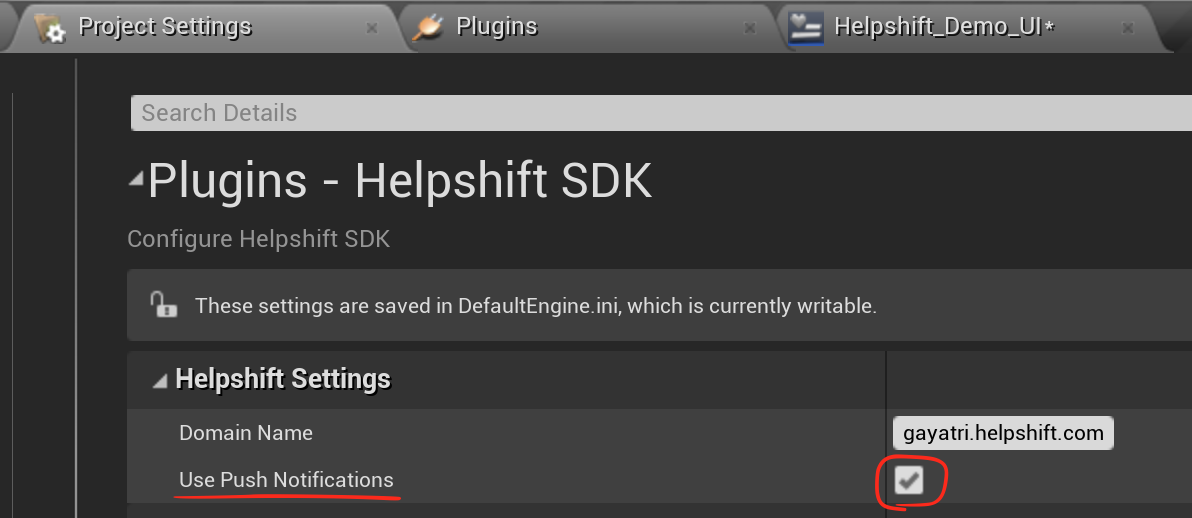 Project Settings
Plugins
Helpshift_Demo_UI*
Search Details
Plugins - Helpshift SDK
Configure Helpshift SDK
These settings are saved in DefaultEngine.ini, which is currently writable.
Helpshift Settings
Domain Name
gayatri.helpshift.com
Use Push Notifications